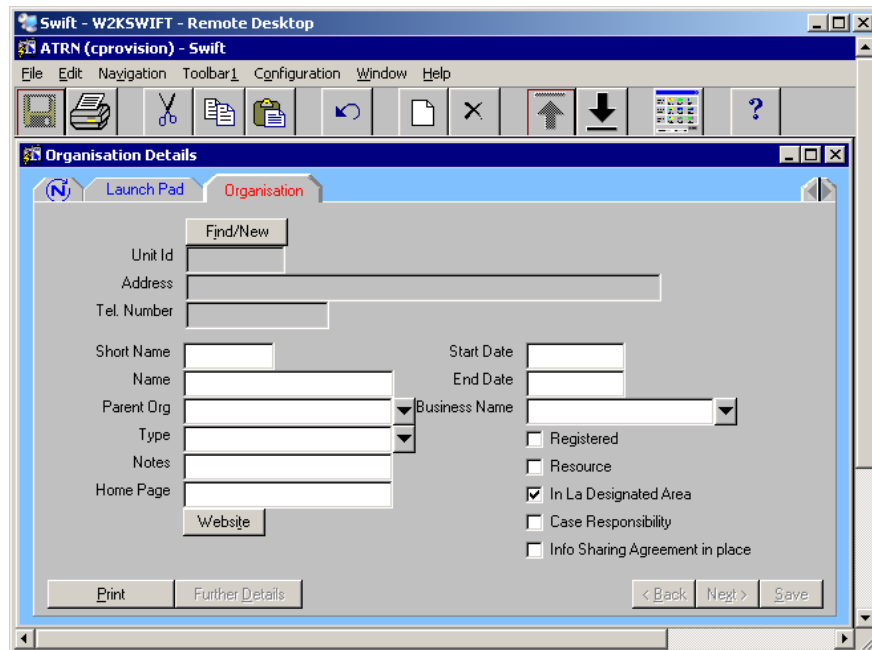 Swift - W2KSWIFT - Remote Desktop
ATRN (cprovision) - Swift
File Edit Navigation Toolbar1 Configuration Window Help
?
Organisation Details
N Launch Pad Organisation
Find/New
Unit Id
Address
Tel. Number
Short Name Start Date
Name End Date
Parent Org Business Name
Type Registered
Notes Resource
Home Page In La Designated Area
Website Case Responsibility
Info Sharing Agreement in place
Print Further Details < Back Next > Save